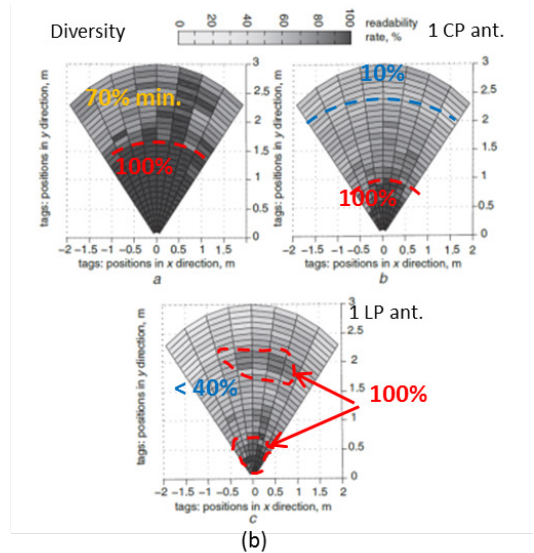 Diversity
0 20 40 60 80 100
readability
rate, %
1 CP ant.
tags: positions in y direction, m
3
2.5
2
1.5
1
0.5
0
70% min.
100%
-2 -1.5 -1 -0.5 0 0.5 1 1.5
tags: positions in x direction, m
a
tags: positions in y direction, m
3
2.5
2
1.5
1
0.5
0
10%
100%
-2 -1.5 -1 -0.5 0 0.5 1 1.5 2
tags: positions in x direction, m
b
1 LP ant.
tags: positions in y direction, m
3
2.5
2
1.5
1
0.5
0
< 40%
100%
-2 -1.5 -1 -0.5 0 0.5 1 1.5 2
tags: positions in x direction, m
c
(b)